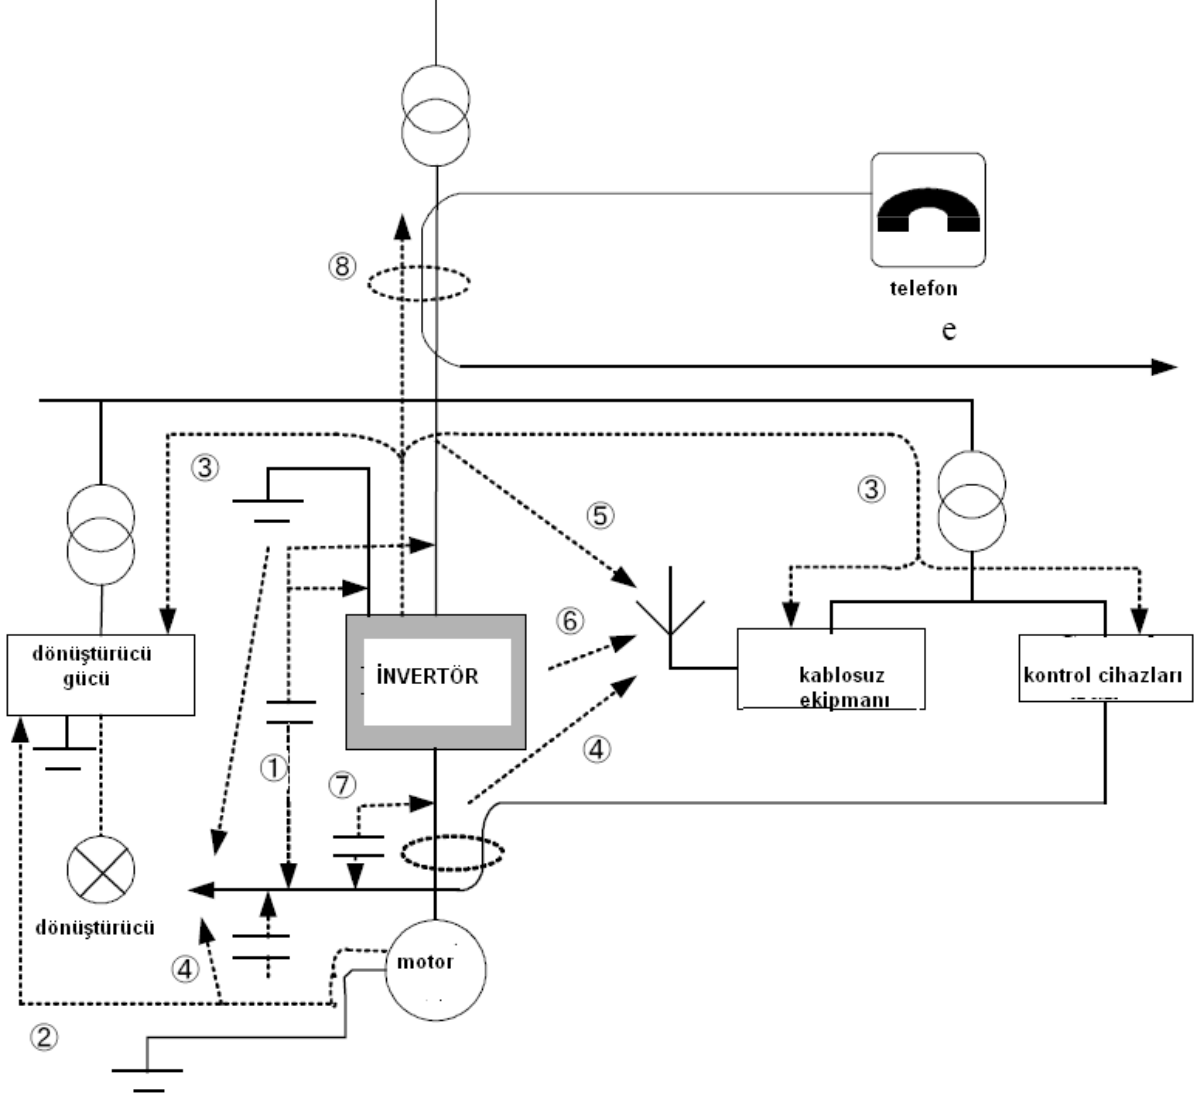 ⑧
telefon
e
③
③
⑤
⑥
dönüştürücü
gücü
İNVERTÖR
kablosuz
ekipmanı
kontrol cihazları
④
①
⑦
dönüştürücü
④
motor
②